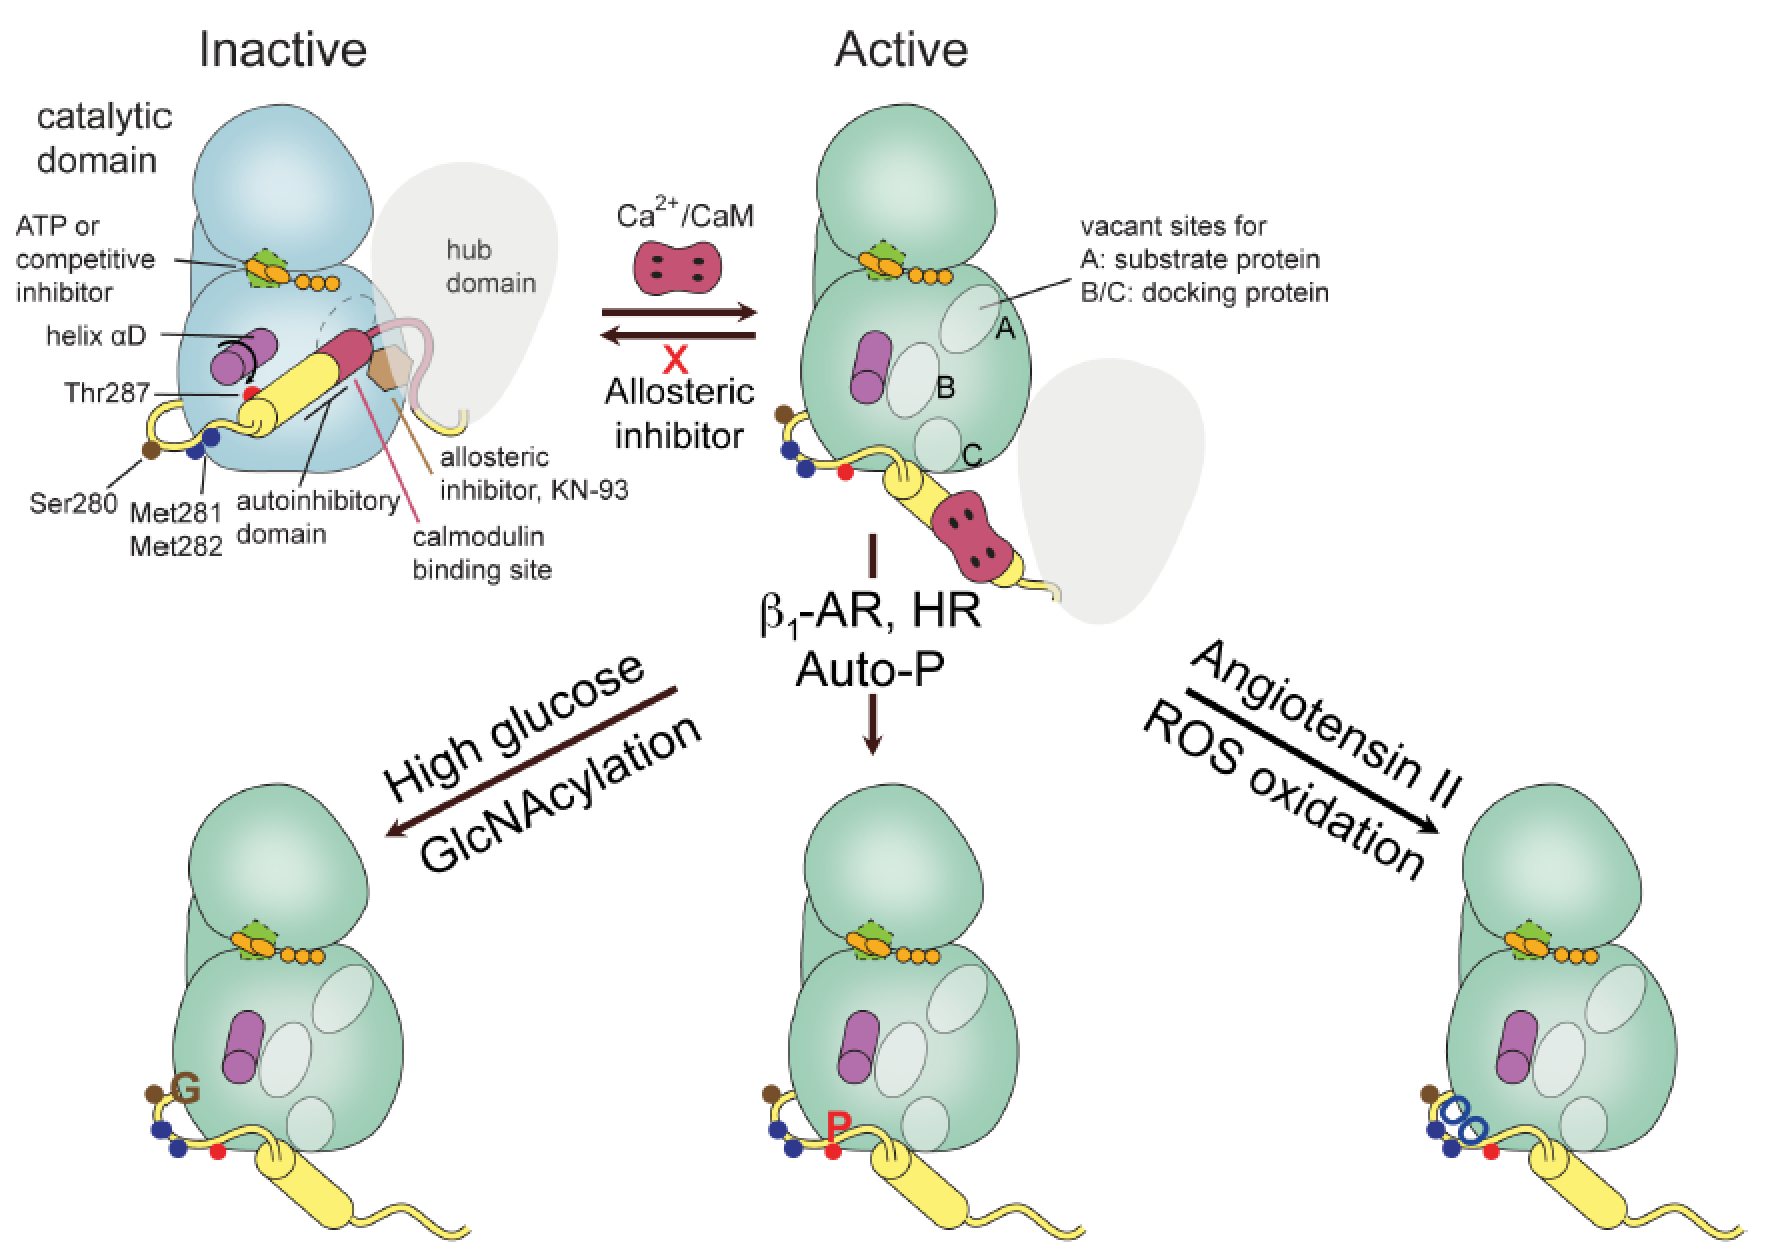 Inactive
Active
catalytic
domain
ATP or
competitive
inhibitor
helix αD
Thr287
Ser280
Met281
Met282
autoinhibitory
domain
hub
domain
allosteric
inhibitor, KN-93
calmodulin
binding site
Ca2+/CaM
X
Allosteric
inhibitor
vacant sites for
A: substrate protein
B/C: docking protein
A
B
C
β1-AR, HR
Auto-P
High glucose
GlcNAcylation
Angiotensin II
ROS oxidation
G
P
OO